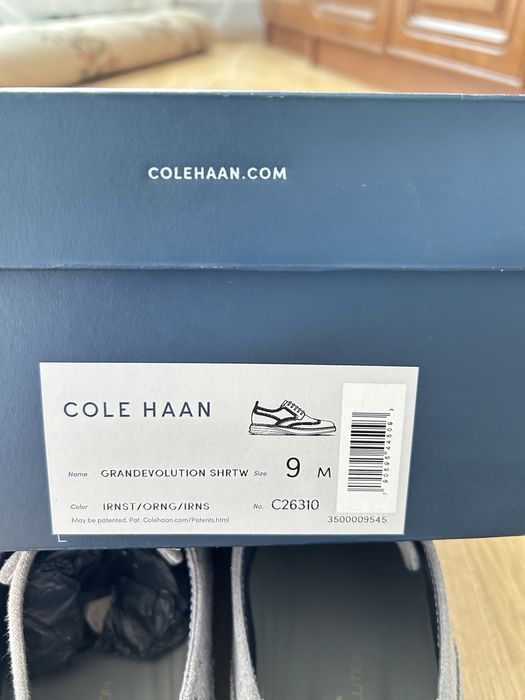 COLEHAAN.COM
COLE HAAN
Name GRANDEVOLUTION SHRTW Size 9 M
Color IRNST/ORNG/IRNS No. C26310
May be patented. Pat. Colehaan.com/Patents.html
3500009545